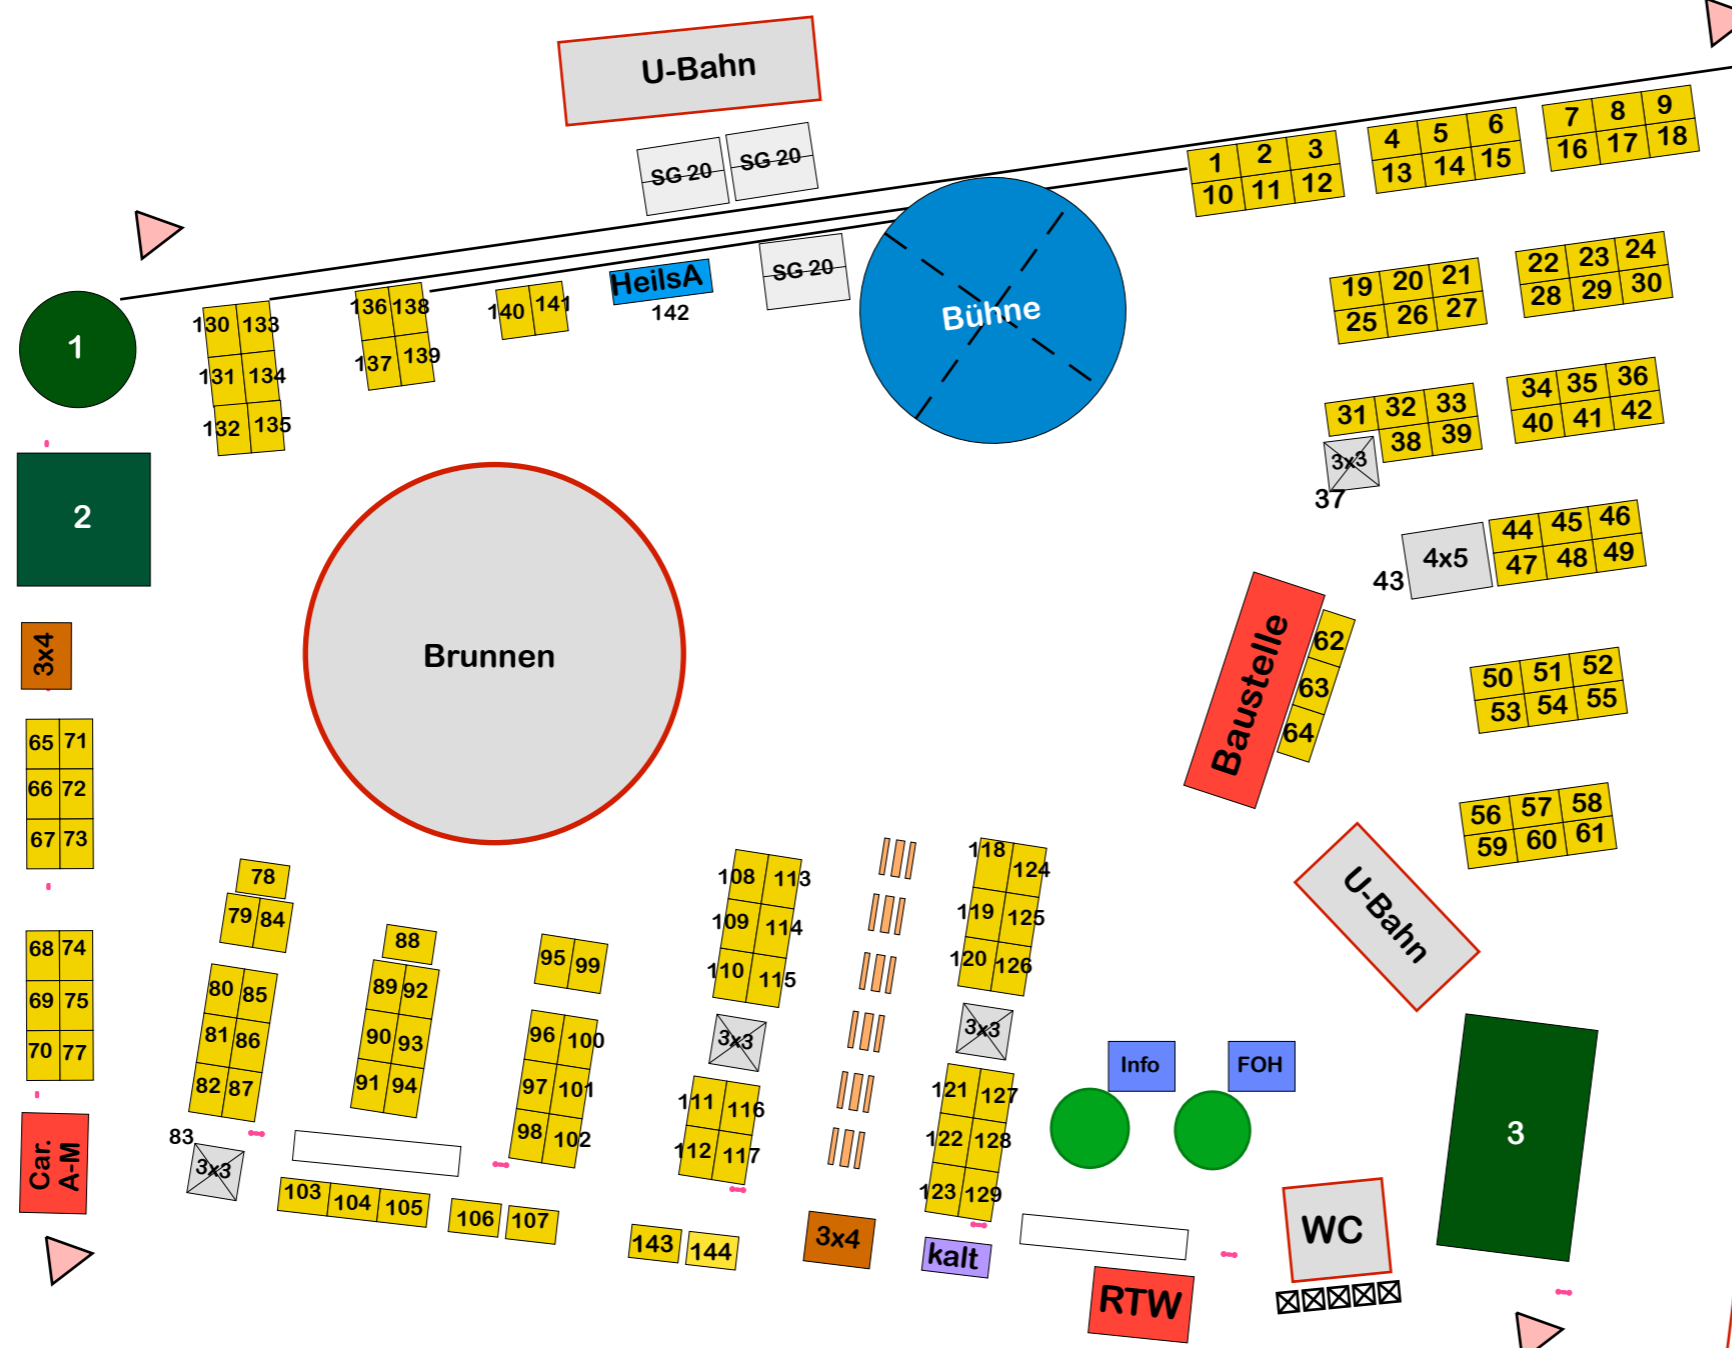 U-Bahn
SG 20
SG 20
SG 20
1 2 3
10 11 12
4 5 6
13 14 15
7 8 9
16 17 18
1
130 133
131 134
132 135
136 138
137 139
140 141
HeilsA
142
Bühne
19 20 21
25 26 27
22 23 24
28 29 30
31 32 33
38 39
3x3
37
34 35 36
40 41 42
2
Brunnen
43
4x5
44 45 46
47 48 49
3x4
Baustelle
62
63
64
50 51 52
53 54 55
65 71
66 72
67 73
56 57 58
59 60 61
U-Bahn
68 74
69 75
70 77
78
79 84
80 85
81 86
82 87
83
3x3
88
89 92
90 93
91 94
95 99
96 100
97 101
98 102
108 113
109 114
110 115
3x3
111 116
112 117
118 124
119 125
120 126
3x3
121 127
122 128
123 129
Info
FOH
3
Car.
A-M
103 104 105
106 107
143 144
3x4
kalt
RTW
WC